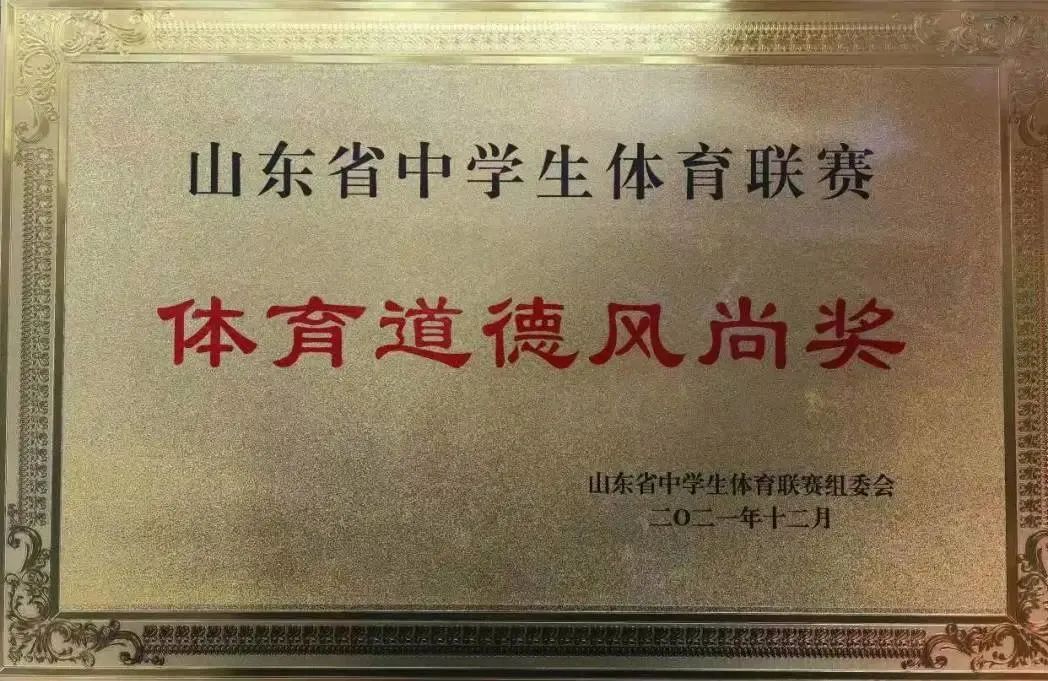 山东省中学生体育联赛
体育道德风尚奖
山东省中学生体育联赛组委会
二〇二一年十二月